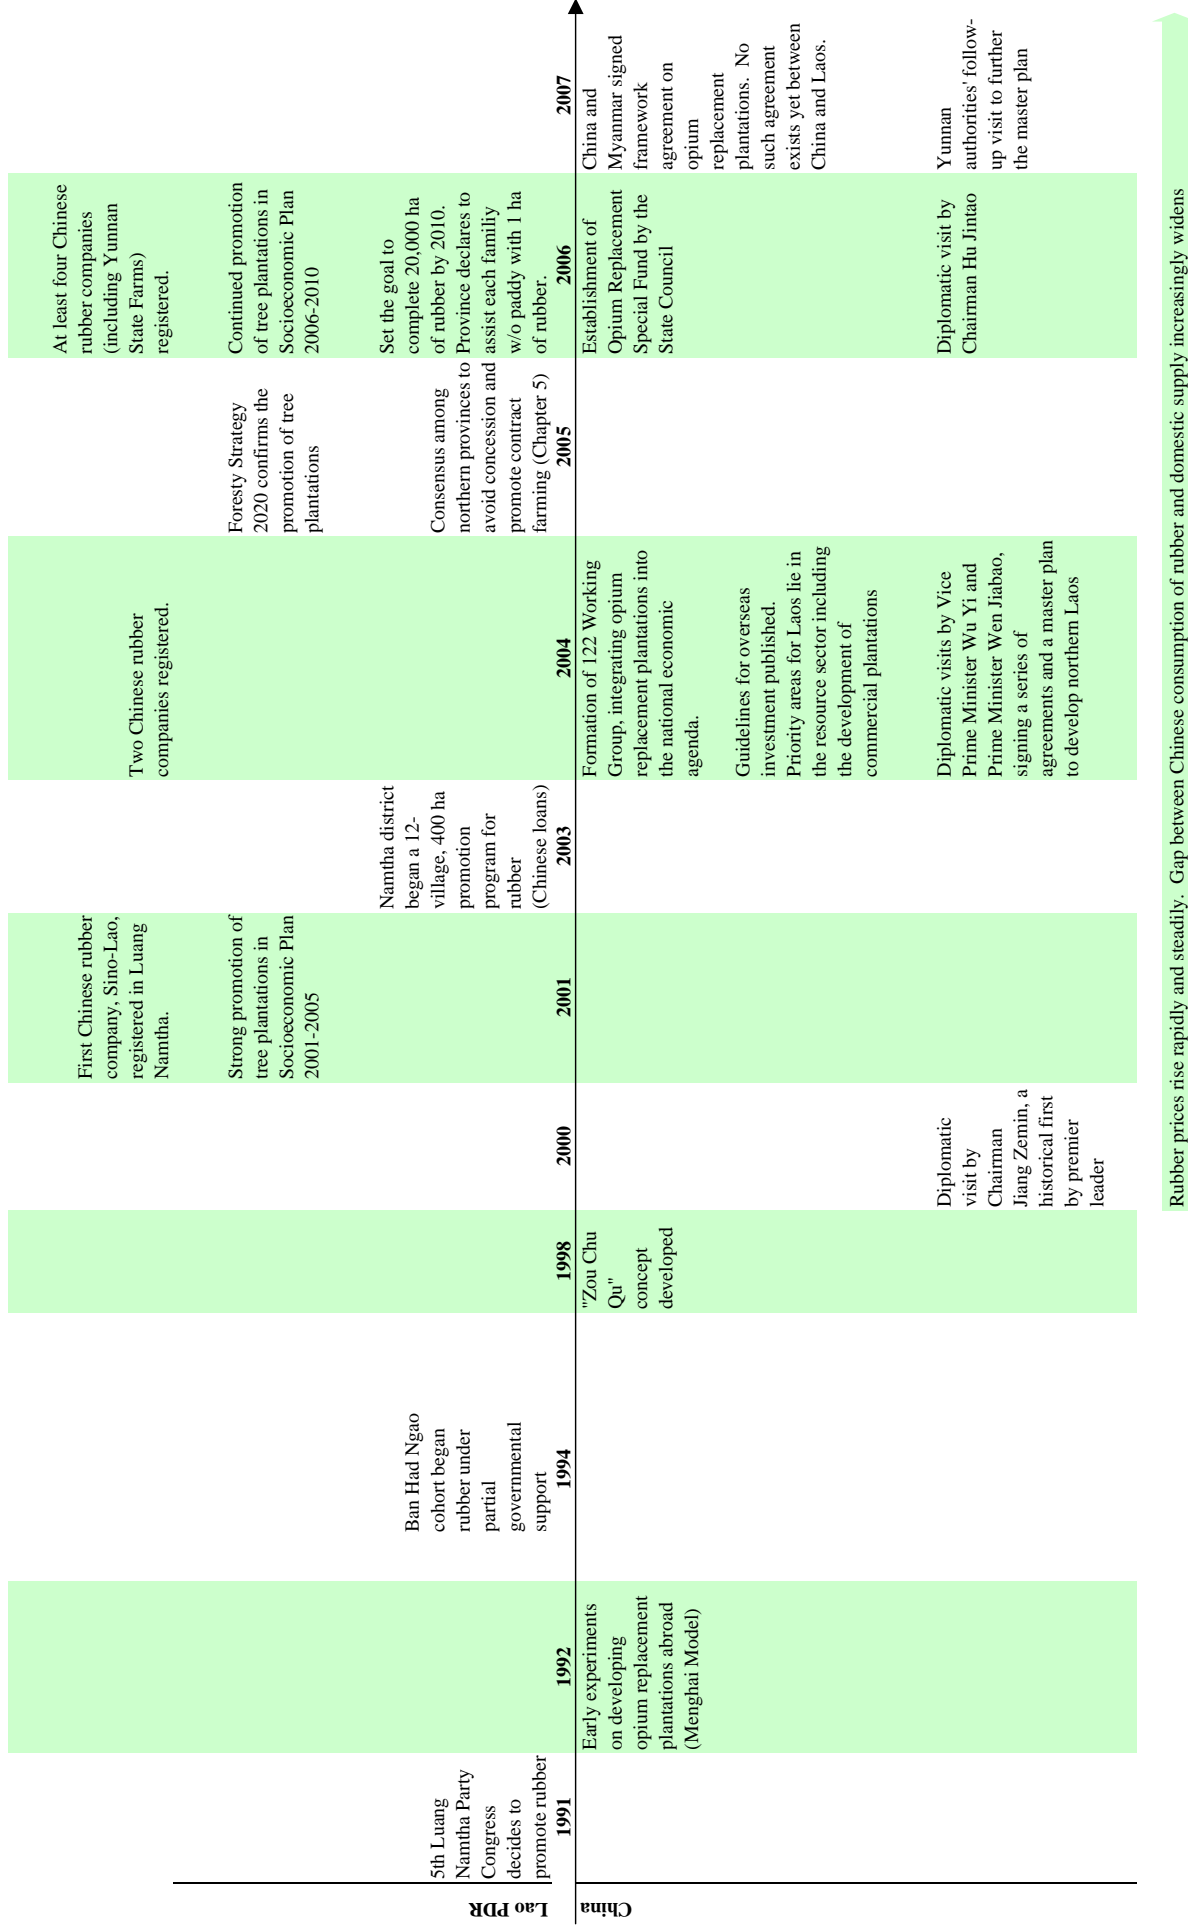 Lao PDR
5th Luang
Namtha Party
Congress
decides to
promote rubber
Ban Had Ngao
cohort began
rubber under
partial
governmental
support
First Chinese rubber
company, Sino-Lao,
registered in Luang
Namtha.
Strong promotion of
tree plantations in
Socioeconomic Plan
2001-2005
Namtha district
began a 12-
village, 400 ha
promotion
program for
rubber
(Chinese loans)
Two Chinese rubber
companies registered.
Foresty Strategy
2020 confirms the
promotion of tree
plantations
Consensus among
northern provinces to
avoid concession and
promote contract
farming (Chapter 5)
At least four Chinese
rubber companies
(including Yunnan
State Farms)
registered.
Continued promotion
of tree plantations in
Socioeconomic Plan
2006-2010
Set the goal to
complete 20,000 ha
of rubber by 2010.
Province declares to
assist each familiy
w/o paddy with 1 ha
of rubber.
1991
1992
1994
1998
2000
2001
2003
2004
2005
2006
2007
China
Early experiments
on developing
opium replacement
plantations abroad
(Menghai Model)
"Zou Chu
Qu"
concept
developed
Diplomatic
visit by
Chairman
Jiang Zemin, a
historical first
by premier
leader
Formation of 122 Working
Group, integrating opium
replacement plantations into
the national economic
agenda.
Guidelines for overseas
investment published.
Priority areas for Laos lie in
the resource sector including
the development of
commercial plantations
Diplomatic visits by Vice
Prime Minister Wu Yi and
Prime Minister Wen Jiabao,
signing a series of
agreements and a master plan
to develop northern Laos
Establishment of
Opium Replacement
Special Fund by the
State Council
Diplomatic visit by
Chairman Hu Jintao
China and
Myanmar signed
framework
agreement on
opium
replacement
plantations. No
such agreement
exists yet between
China and Laos.
Yunnan
authorities' follow-
up visit to further
the master plan
Rubber prices rise rapidly and steadily. Gap between Chinese consumption of rubber and domestic supply increasingly widens